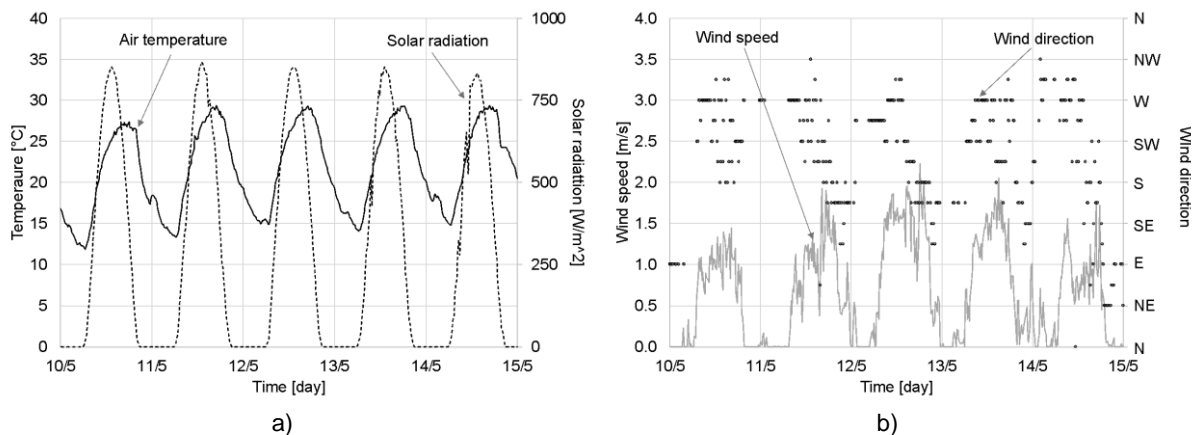 40
35
30
25
20
15
10
5
0
Temperaure [°C]
Air temperature
Solar radiation
1000
750
500
250
0
Solar radiattion
[W/m^2]
10/5 11/5 12/5 13/5 14/5 15/5
Time [day]
a)
4.0
3.5
3.0
2.5
2.0
1.5
1.0
0.5
0.0
Wind speed [m/s]
Wind speed
Wind direction
N
NW
W
SW
S
SE
E
NE
N
WInd direction
10/5 11/5 12/5 13/5 14/5 15/5
Time [day]
b)